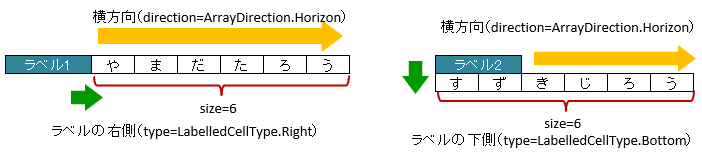 横方向(direction=ArrayDirection.Horizon)
ラベル1 や ま だ た ろ う
size=6
ラベルの右側(type=LabelledCellType.Right)
横方向(direction=ArrayDirection.Horizon)
ラベル2
す ず き じ ろ う
size=6
ラベルの下側(type=LabelledCellType.Bottom)